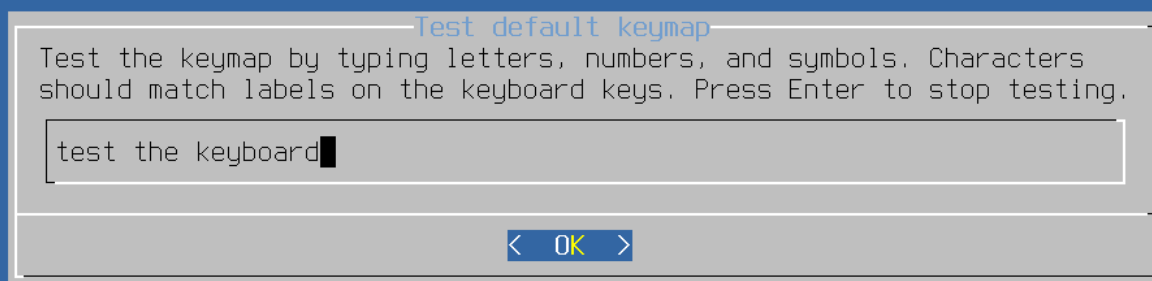 Test default keymap
Test the keymap by typing letters, numbers, and symbols. Characters
should match labels on the keyboard keys. Press Enter to stop testing.
test the keyboard
< OK >